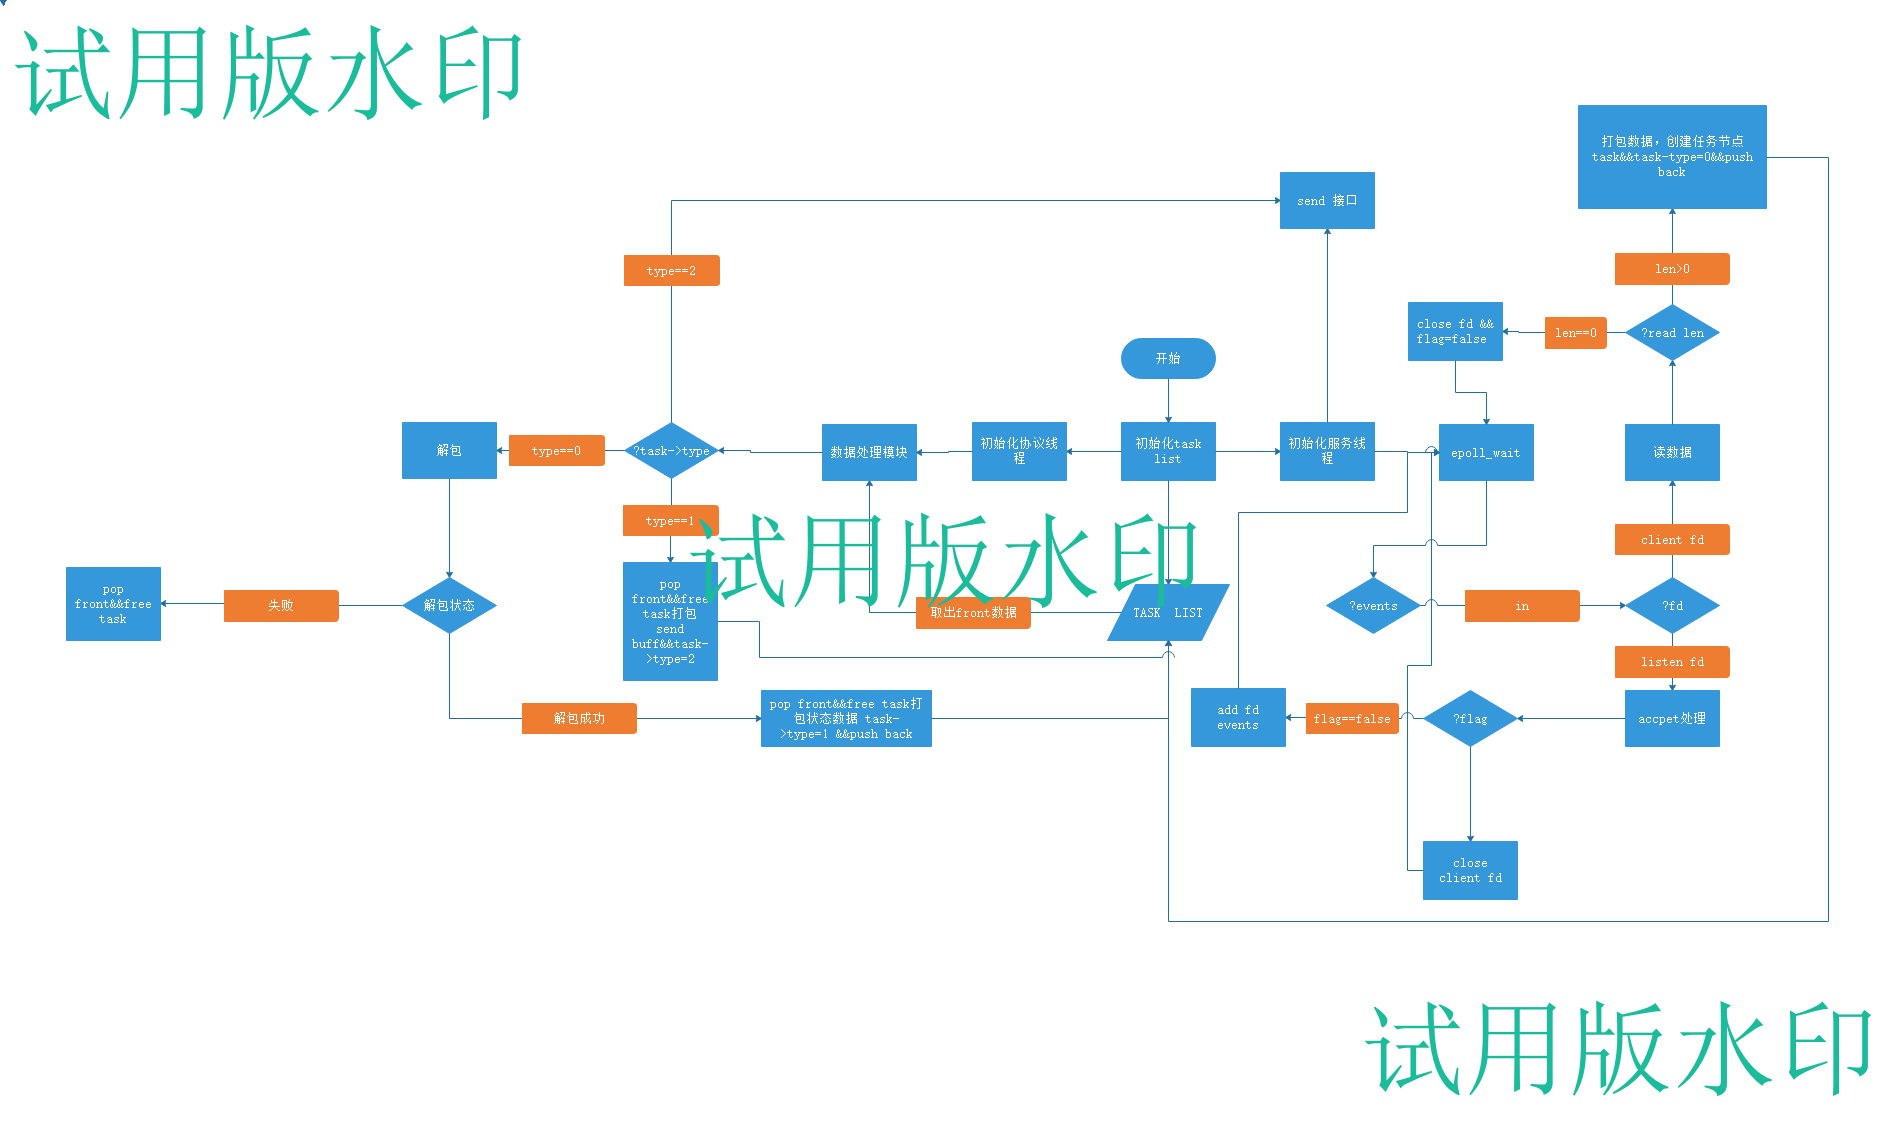 试用版水印
打包数据，创建任务节点
task&&task-type=0&&push
back
send 接口
type==2
len>0
close fd &&
flag=false
len==0
?read len
开始
解包
type==0
?task->type
数据处理模块
初始化协议线
程
初始化task
list
初始化服务线
程
epoll_wait
读数据
type==1
试用版水印
client fd
pop
front&&free
task
失败
解包状态
pop
front&&free
task打包
send
buff&&task-
>type=2
取出front数据
TASK  LIST
?events
in
?fd
listen fd
解包成功
pop front&&free task打
包状态数据 task-
>type=1 &&push back
add fd
events
flag==false
?flag
accpet处理
close
client fd
试用版水印